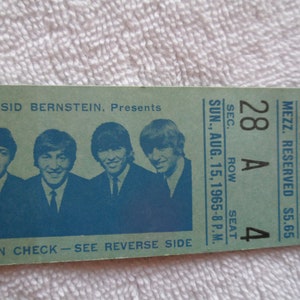 SID BERNSTEIN, Presents
CHECK — SEE REVERSE SIDE
SUN., AUG. 15, 1965 - 8 P.M.
SEC. ROW SEAT
28 A 4
MEZZ. RESERVED $5.65